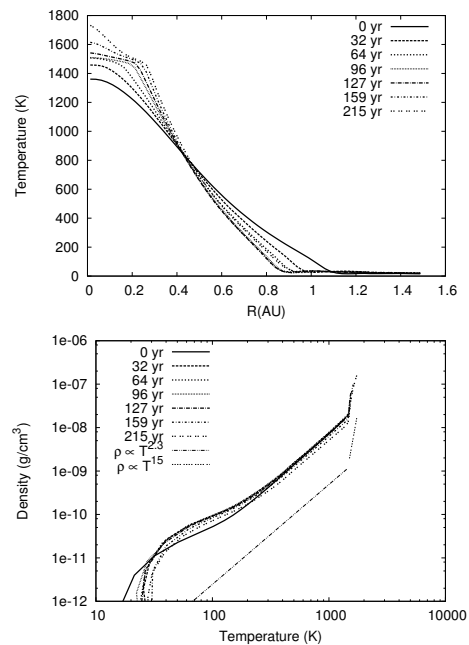 1800
1600
1400
1200
1000
800
600
400
200
0
Temperature (K)
0 yr
32 yr
64 yr
96 yr
127 yr
159 yr
215 yr
0 0.2 0.4 0.6 0.8 1 1.2 1.4 1.6
R(AU)
1e-06
1e-07
1e-08
1e-09
1e-10
1e-11
1e-12
Density (g/cm³)
0 yr
32 yr
64 yr
96 yr
127 yr
159 yr
215 yr
ρ ∝ T^2.3
ρ ∝ T^15
10 100 1000 10000
Temperature (K)